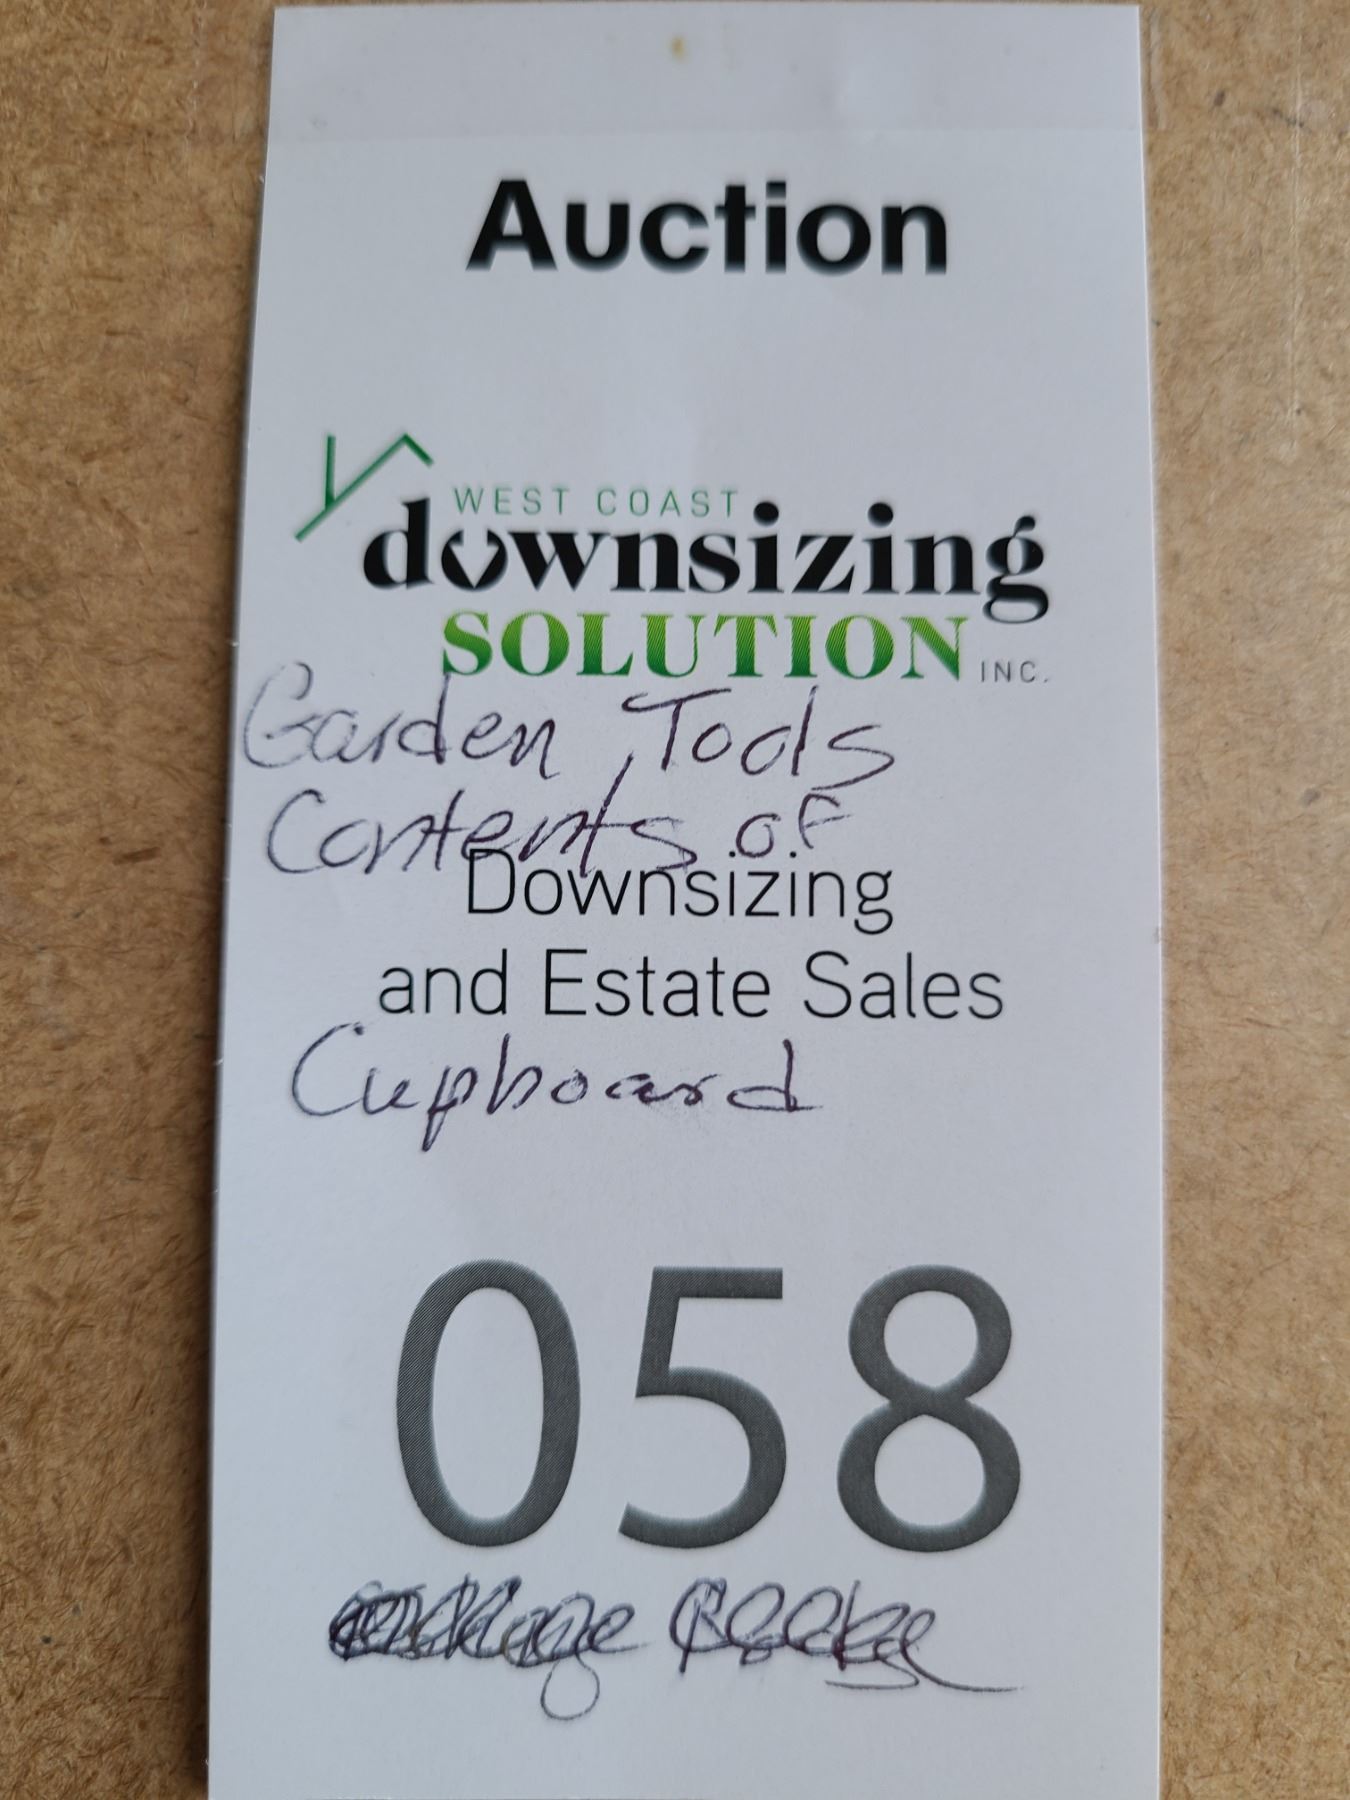 Auction
WEST COAST
downsizing
SOLUTION INC.
Garden Tools
Contents of
Downsizing
and Estate Sales
Cupboard
058